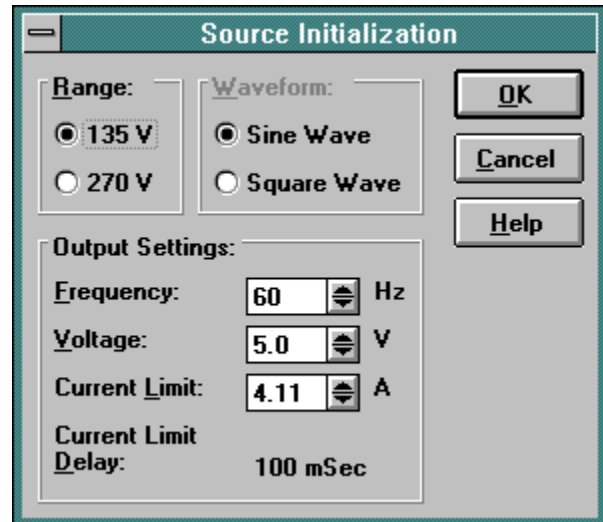 Source Initialization
Range:
135 V
270 V
Waveform:
Sine Wave
Square Wave
OK
Cancel
Help
Output Settings:
Frequency: 60 Hz
Voltage: 5.0 V
Current Limit: 4.11 A
Current Limit
Delay: 100 mSec